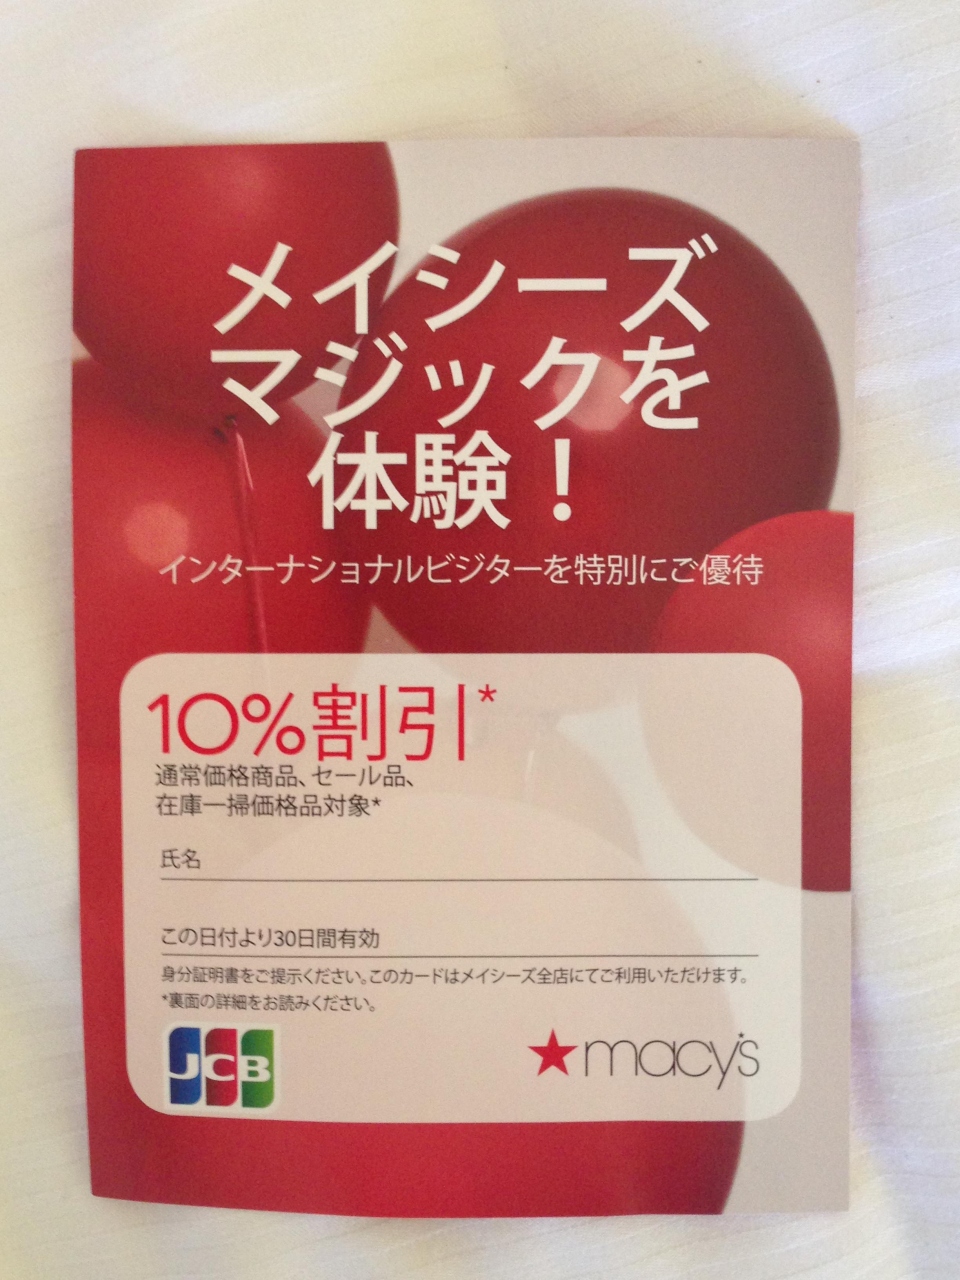 メイシーズ
マジックを
体験！
インターナショナルビジターを特別にご優待
10%割引*
通常価格商品、セール品、
在庫一掃価格品対象*
氏名
この日付より30日間有効
身分証明書をご提示ください。このカードはメイシーズ全店にてご利用いただけます。
*裏面の詳細をお読みください。
JCB
★macy's